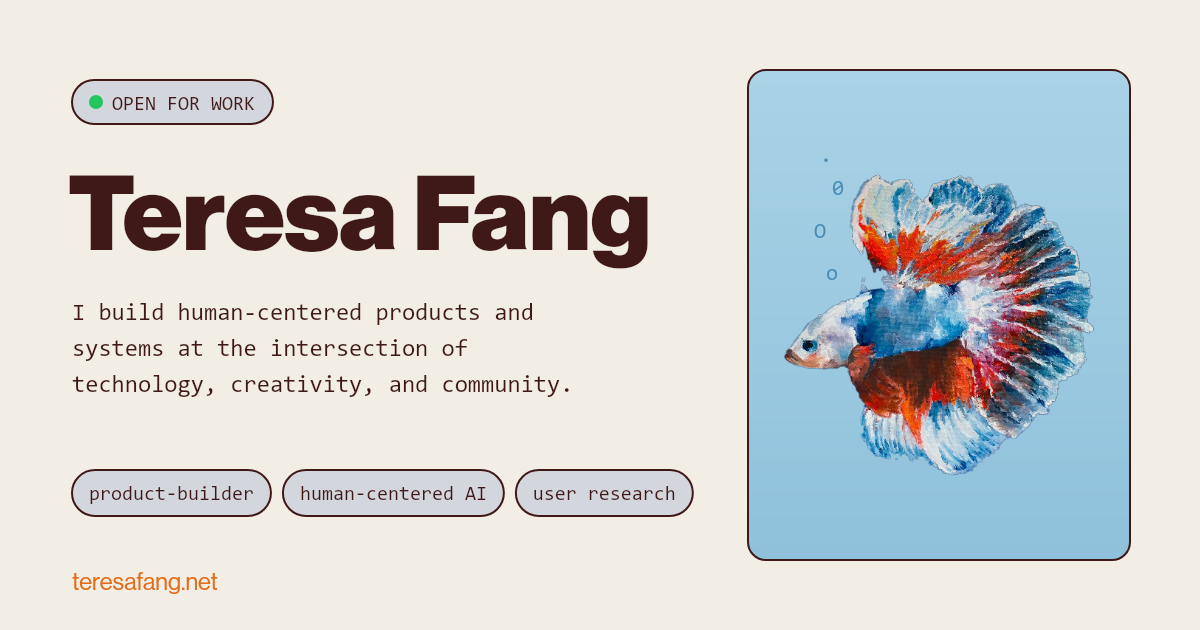 OPEN FOR WORK
Teresa Fang
I build human-centered products and
systems at the intersection of
technology, creativity, and community.
product-builder
human-centered AI
user research
teresafang.net
.
0
O
o